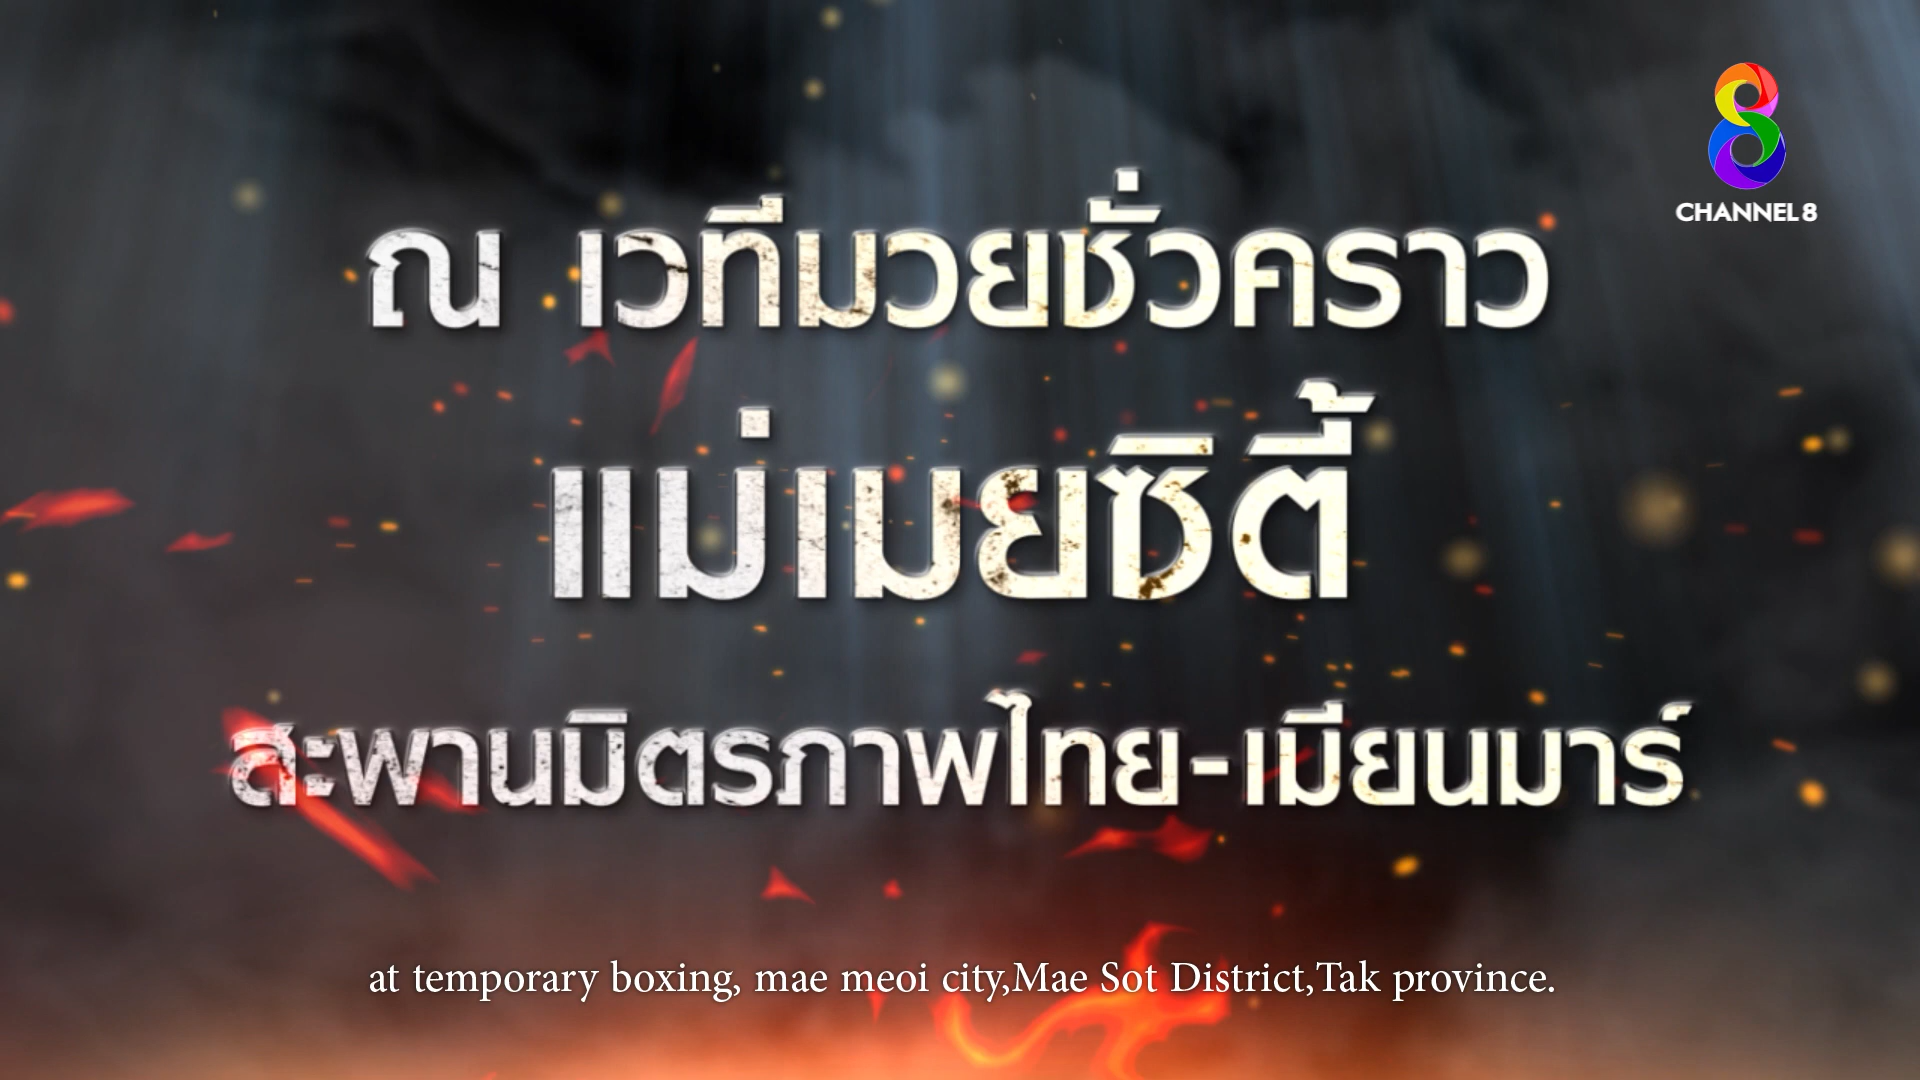 CHANNEL 8
ณ เวทีมวยชั่วคราว
แม่เมยซิตี้
สะพานมิตรภาพไทย-เมียนมาร์
at temporary boxing, mae meoi city,Mae Sot District,Tak province.